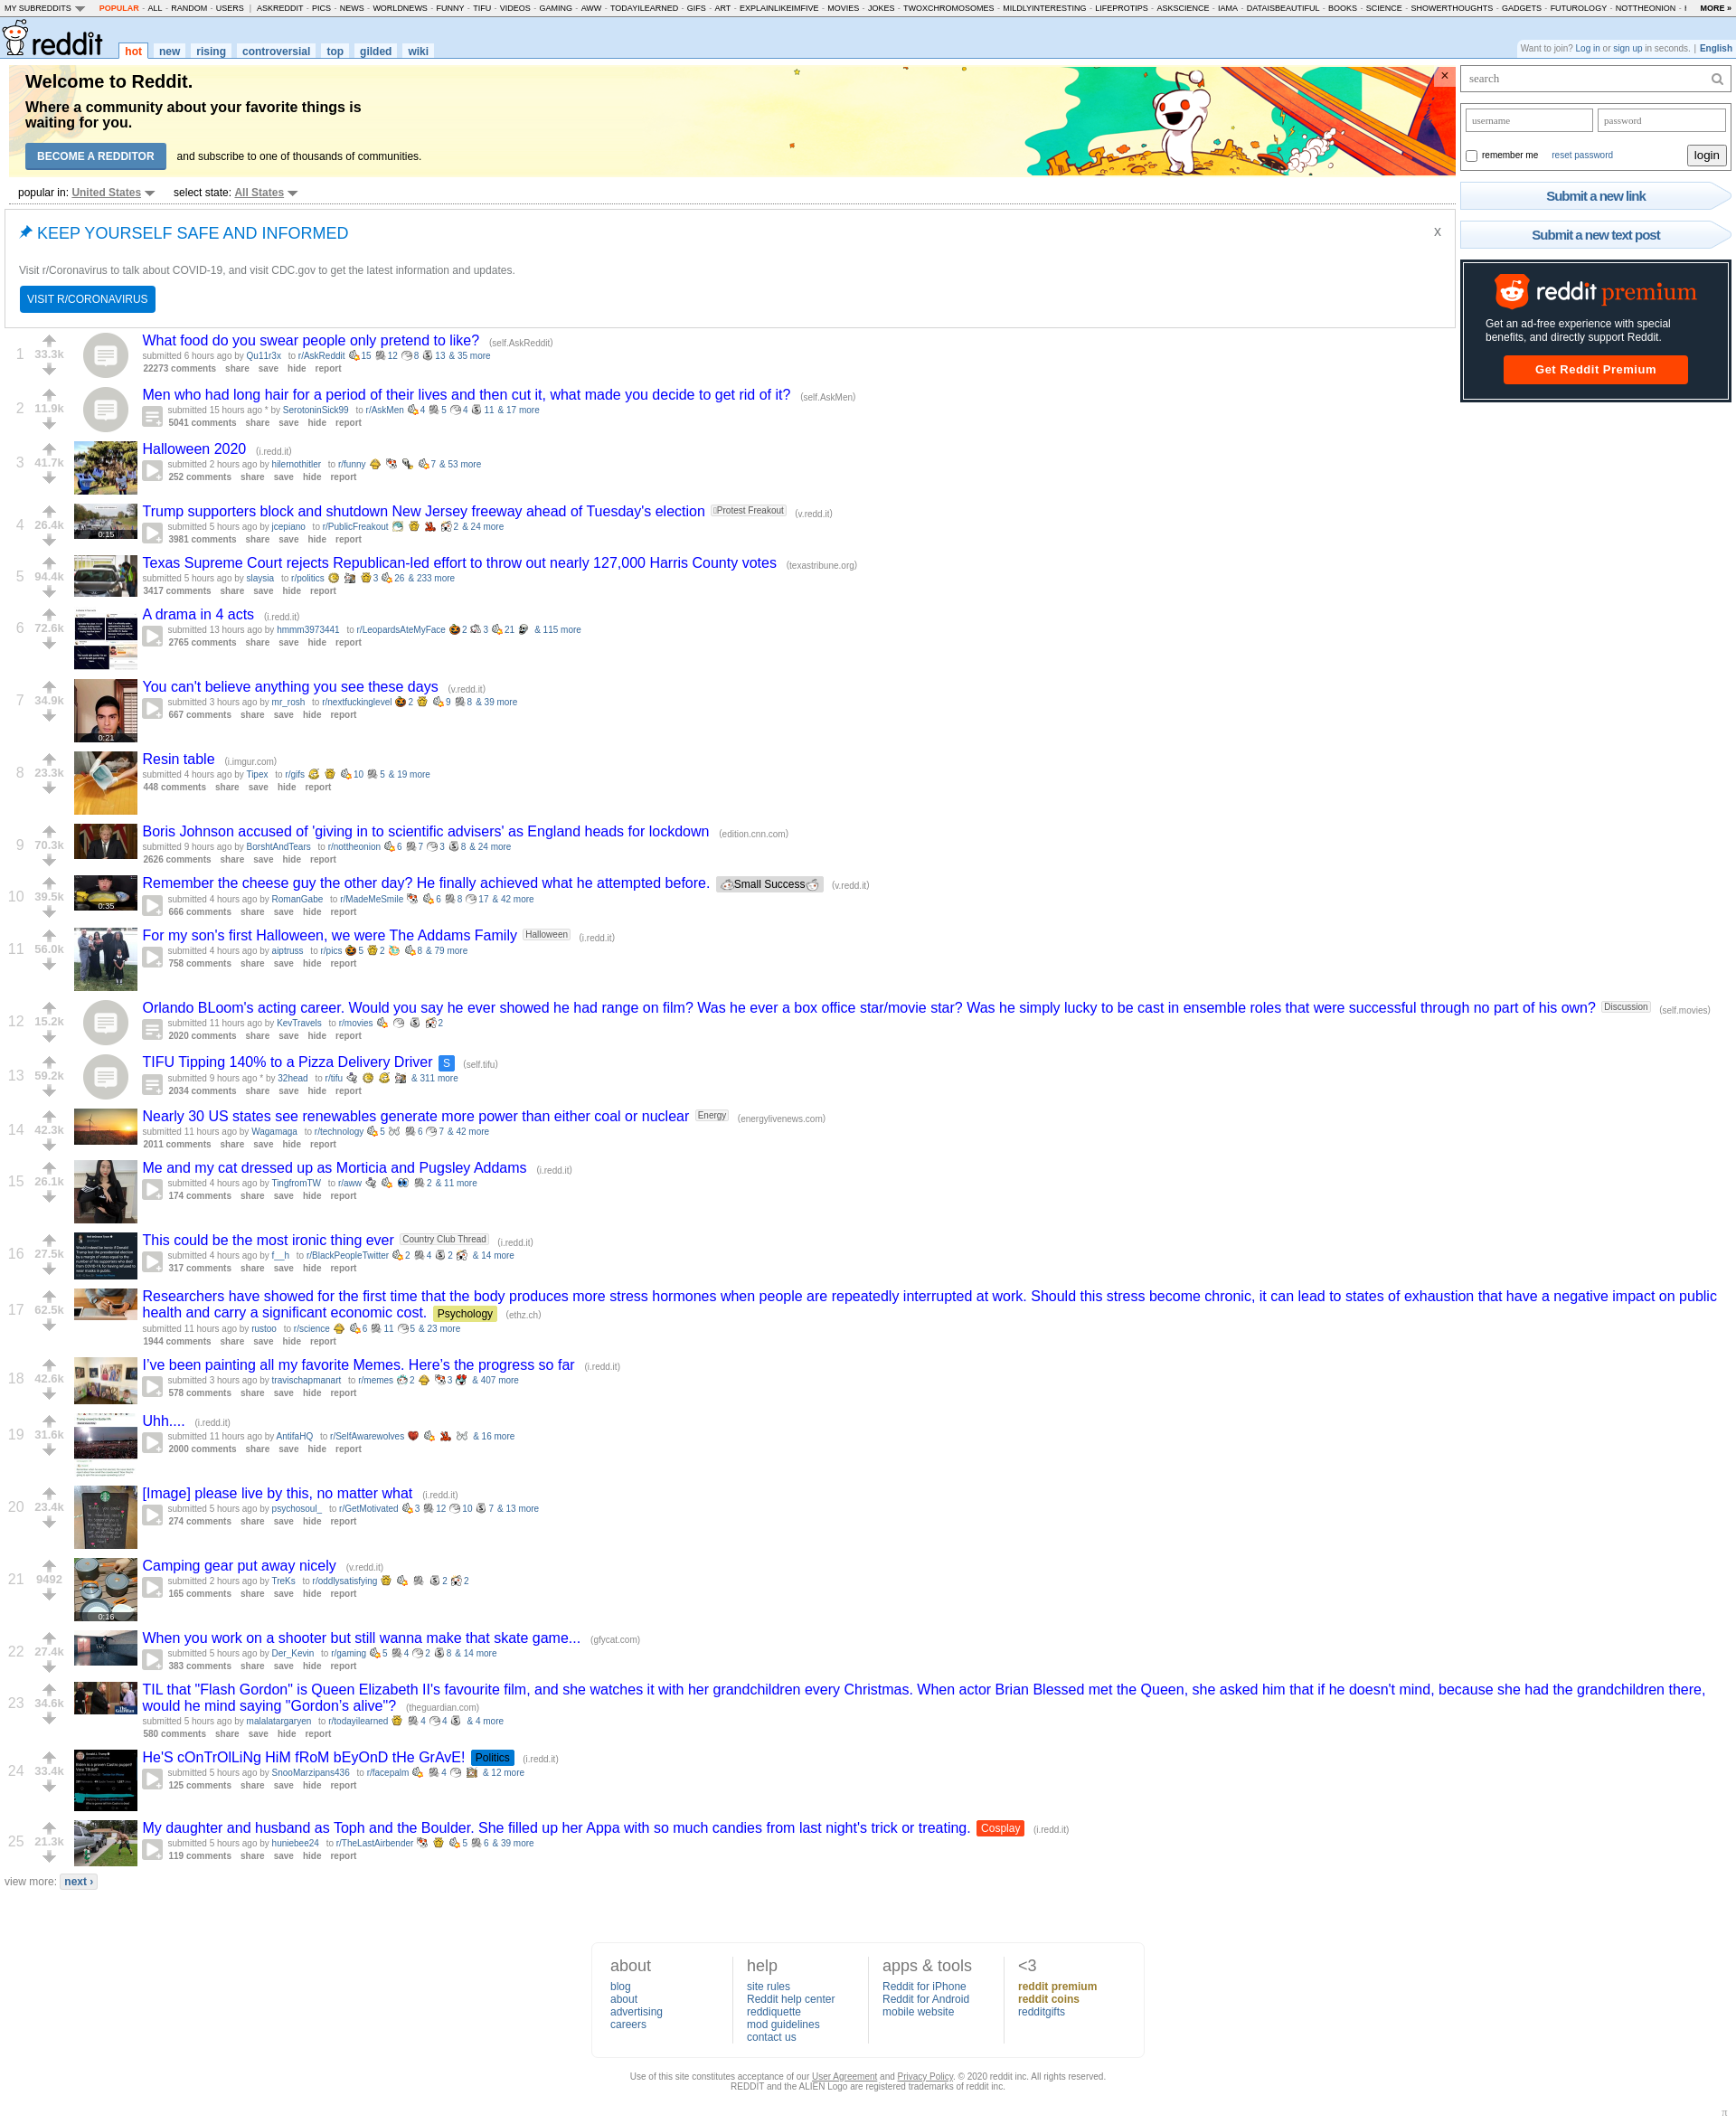 MY SUBREDDITS POPULAR - ALL - RANDOM - USERS | ASKREDDIT - PICS - NEWS - WORLDNEWS - FUNNY - TIFU - VIDEOS - GAMING - AWW - TODAYILEARNED - GIFS - ART - EXPLAINLIKEIMFIVE - MOVIES - JOKES - TWOXCHROMOSOMES - MILDLYINTERESTING - LIFEPROTIPS - ASKSCIENCE - IAMA - DATAISBEAUTIFUL - BOOKS - SCIENCE - SHOWERTHOUGHTS - GADGETS - FUTUROLOGY - NOTTHEONION - MORE »
reddit hot new rising controversial top gilded wiki
Want to join? Log in or sign up in seconds. | English
Welcome to Reddit.
Where a community about your favorite things is
waiting for you.
BECOME A REDDITOR and subscribe to one of thousands of communities.
×
search
username password
remember me reset password login
Submit a new link
Submit a new text post
reddit premium
Get an ad-free experience with special
benefits, and directly support Reddit.
Get Reddit Premium
popular in: United States select state: All States
KEEP YOURSELF SAFE AND INFORMED
X
Visit r/Coronavirus to talk about COVID-19, and visit CDC.gov to get the latest information and updates.
VISIT R/CORONAVIRUS
1 33.3k What food do you swear people only pretend to like? (self.AskReddit)
submitted 6 hours ago by Qu11r3x to r/AskReddit 15 12 8 13 & 35 more
22273 comments share save hide report
2 11.9k Men who had long hair for a period of their lives and then cut it, what made you decide to get rid of it? (self.AskMen)
submitted 15 hours ago * by SerotoninSick99 to r/AskMen 4 5 4 11 & 17 more
5041 comments share save hide report
3 41.7k Halloween 2020 (i.redd.it)
submitted 2 hours ago by hilernothitler to r/funny 7 & 53 more
252 comments share save hide report
4 26.4k 0:15 Trump supporters block and shutdown New Jersey freeway ahead of Tuesday's election Protest Freakout (v.redd.it)
submitted 5 hours ago by jcepiano to r/PublicFreakout 2 & 24 more
3981 comments share save hide report
5 94.4k Texas Supreme Court rejects Republican-led effort to throw out nearly 127,000 Harris County votes (texastribune.org)
submitted 5 hours ago by slaysia to r/politics 3 26 & 233 more
3417 comments share save hide report
6 72.6k A drama in 4 acts (i.redd.it)
submitted 13 hours ago by hmmm3973441 to r/LeopardsAteMyFace 2 3 21 & 115 more
2765 comments share save hide report
7 34.9k 0:21 You can't believe anything you see these days (v.redd.it)
submitted 3 hours ago by mr_rosh to r/nextfuckinglevel 2 9 8 & 39 more
667 comments share save hide report
8 23.3k Resin table (i.imgur.com)
submitted 4 hours ago by Tipex to r/gifs 10 5 & 19 more
448 comments share save hide report
9 70.3k Boris Johnson accused of 'giving in to scientific advisers' as England heads for lockdown (edition.cnn.com)
submitted 9 hours ago by BorshtAndTears to r/nottheonion 6 7 3 8 & 24 more
2626 comments share save hide report
10 39.5k 0:35 Remember the cheese guy the other day? He finally achieved what he attempted before. Small Success (v.redd.it)
submitted 4 hours ago by RomanGabe to r/MadeMeSmile 6 8 17 & 42 more
666 comments share save hide report
11 56.0k For my son's first Halloween, we were The Addams Family Halloween (i.redd.it)
submitted 4 hours ago by aiptruss to r/pics 5 2 8 & 79 more
758 comments share save hide report
12 15.2k Orlando BLoom's acting career. Would you say he ever showed he had range on film? Was he ever a box office star/movie star? Was he simply lucky to be cast in ensemble roles that were successful through no part of his own? Discussion (self.movies)
submitted 11 hours ago by KevTravels to r/movies 2
2020 comments share save hide report
13 59.2k TIFU Tipping 140% to a Pizza Delivery Driver S (self.tifu)
submitted 9 hours ago * by 32head to r/tifu & 311 more
2034 comments share save hide report
14 42.3k Nearly 30 US states see renewables generate more power than either coal or nuclear Energy (energylivenews.com)
submitted 11 hours ago by Wagamaga to r/technology 5 6 7 & 42 more
2011 comments share save hide report
15 26.1k Me and my cat dressed up as Morticia and Pugsley Addams (i.redd.it)
submitted 4 hours ago by TingfromTW to r/aww 2 & 11 more
174 comments share save hide report
16 27.5k This could be the most ironic thing ever Country Club Thread (i.redd.it)
submitted 4 hours ago by f__h to r/BlackPeopleTwitter 2 4 2 & 14 more
317 comments share save hide report
17 62.5k Researchers have showed for the first time that the body produces more stress hormones when people are repeatedly interrupted at work. Should this stress become chronic, it can lead to states of exhaustion that have a negative impact on public
health and carry a significant economic cost. Psychology (ethz.ch)
submitted 11 hours ago by rustoo to r/science 6 11 5 & 23 more
1944 comments share save hide report
18 42.6k I’ve been painting all my favorite Memes. Here’s the progress so far (i.redd.it)
submitted 3 hours ago by travischapmanart to r/memes 2 3 & 407 more
578 comments share save hide report
19 31.6k Uhh.... (i.redd.it)
submitted 11 hours ago by AntifaHQ to r/SelfAwarewolves & 16 more
2000 comments share save hide report
20 23.4k [Image] please live by this, no matter what (i.redd.it)
submitted 5 hours ago by psychosoul_ to r/GetMotivated 3 12 10 7 & 13 more
274 comments share save hide report
21 9492 0:16 Camping gear put away nicely (v.redd.it)
submitted 2 hours ago by TreKs to r/oddlysatisfying 2 2
165 comments share save hide report
22 27.4k When you work on a shooter but still wanna make that skate game... (gfycat.com)
submitted 5 hours ago by Der_Kevin to r/gaming 5 4 2 8 & 14 more
383 comments share save hide report
23 34.6k TIL that "Flash Gordon" is Queen Elizabeth II's favourite film, and she watches it with her grandchildren every Christmas. When actor Brian Blessed met the Queen, she asked him that if he doesn't mind, because she had the grandchildren there,
would he mind saying "Gordon’s alive"? (theguardian.com)
submitted 5 hours ago by malalatargaryen to r/todayilearned 4 4 & 4 more
580 comments share save hide report
24 33.4k He'S cOnTrOlLiNg HiM fRoM bEyOnD tHe GrAvE! Politics (i.redd.it)
submitted 5 hours ago by SnooMarzipans436 to r/facepalm 4 & 12 more
125 comments share save hide report
25 21.3k My daughter and husband as Toph and the Boulder. She filled up her Appa with so much candies from last night's trick or treating. Cosplay (i.redd.it)
submitted 5 hours ago by huniebee24 to r/TheLastAirbender 5 6 & 39 more
119 comments share save hide report
view more: next ›
about help apps & tools <3
blog site rules Reddit for iPhone reddit premium
about Reddit help center Reddit for Android reddit coins
advertising reddiquette mobile website redditgifts
careers mod guidelines
contact us
Use of this site constitutes acceptance of our User Agreement and Privacy Policy. © 2020 reddit inc. All rights reserved.
REDDIT and the ALIEN Logo are registered trademarks of reddit inc.
π